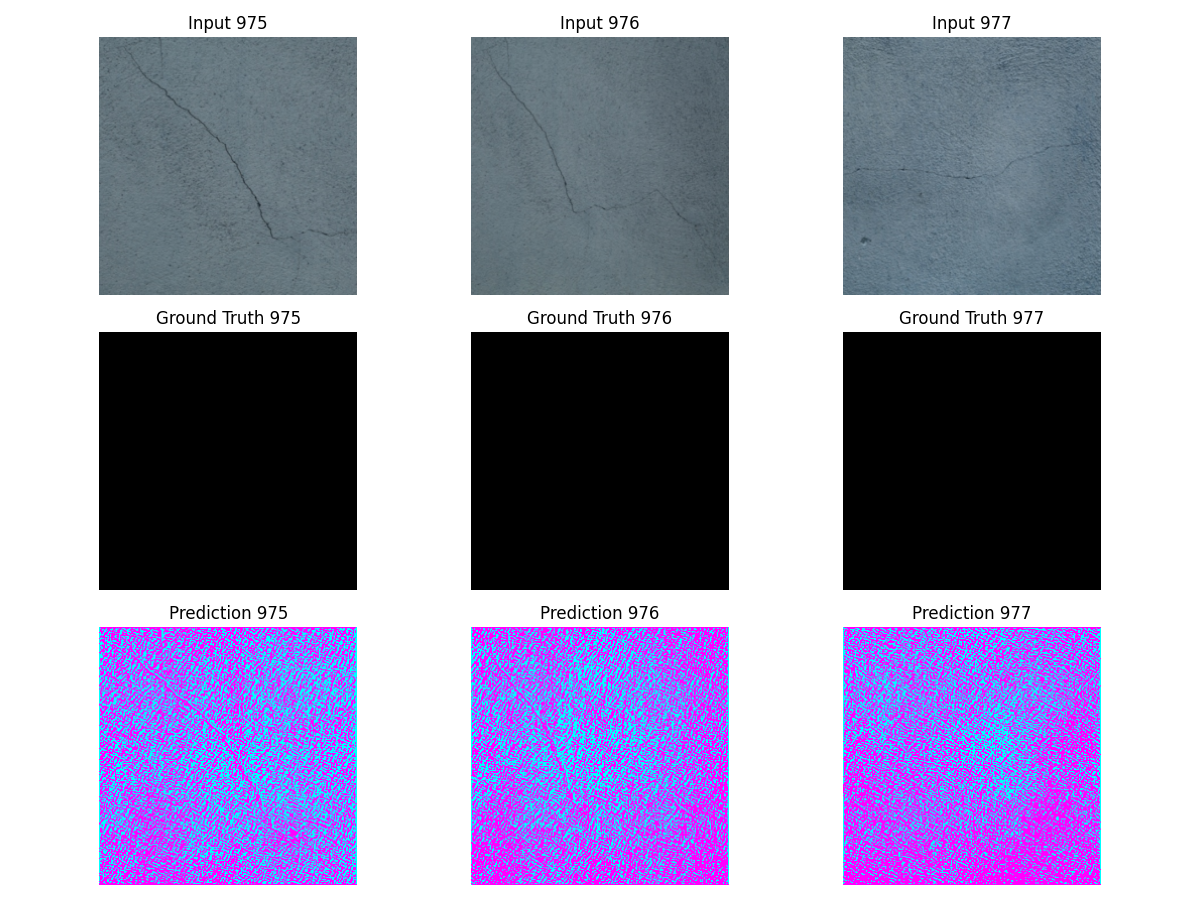 Input 975
Input 976
Input 977
Ground Truth 975
Ground Truth 976
Ground Truth 977
Prediction 975
Prediction 976
Prediction 977